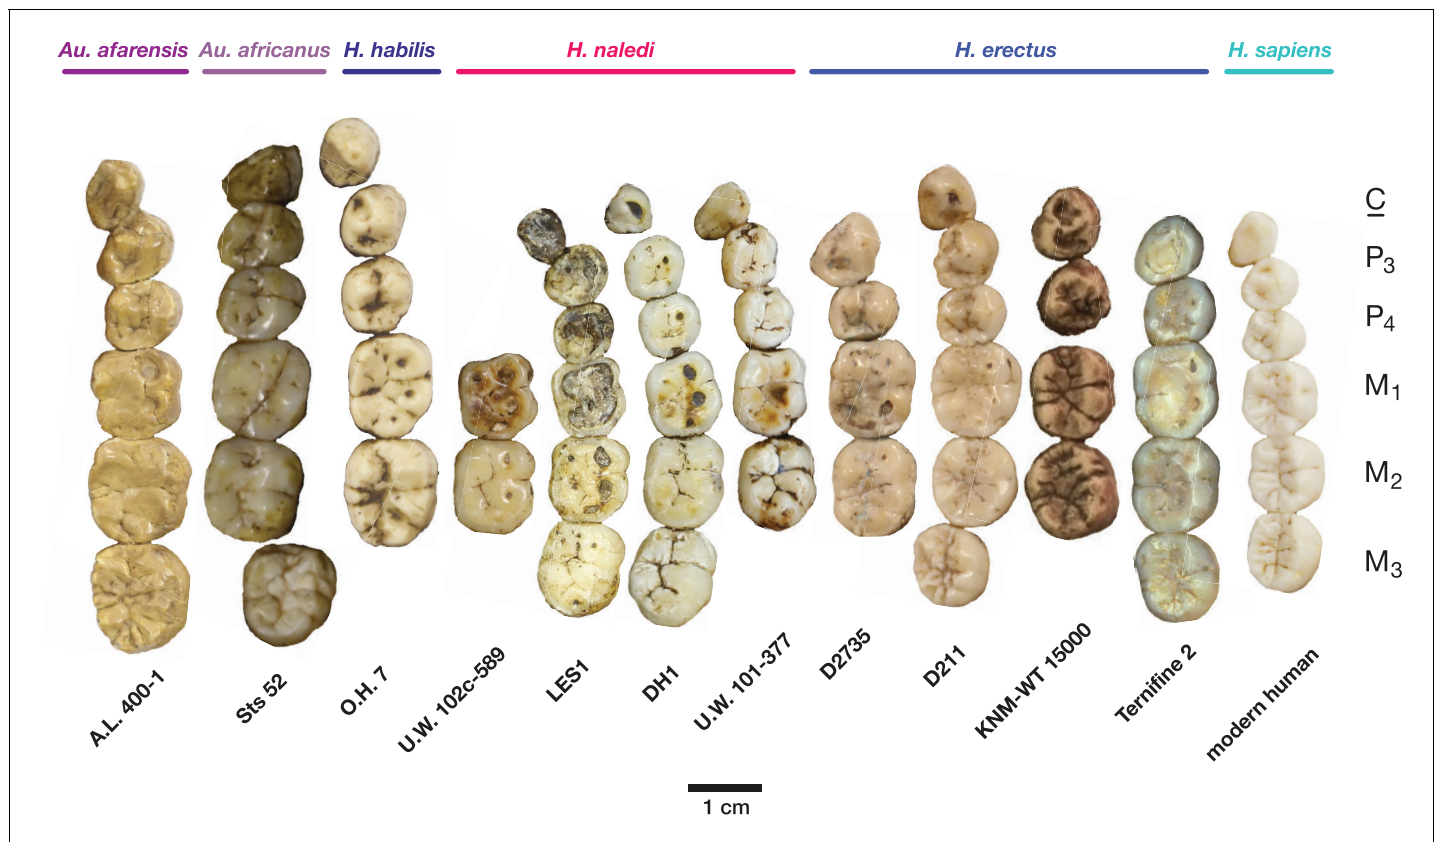 Au. afarensis Au. africanus H. habilis H. naledi H. erectus H. sapiens
C
P3
P4
M1
M2
M3
A.L. 400-1
Sts 52
O.H. 7
U.W. 102c-589
LES1
DH1
U.W. 101-377
D2735
D211
KNM-WT 15000
Ternifine 2
modern human
1 cm